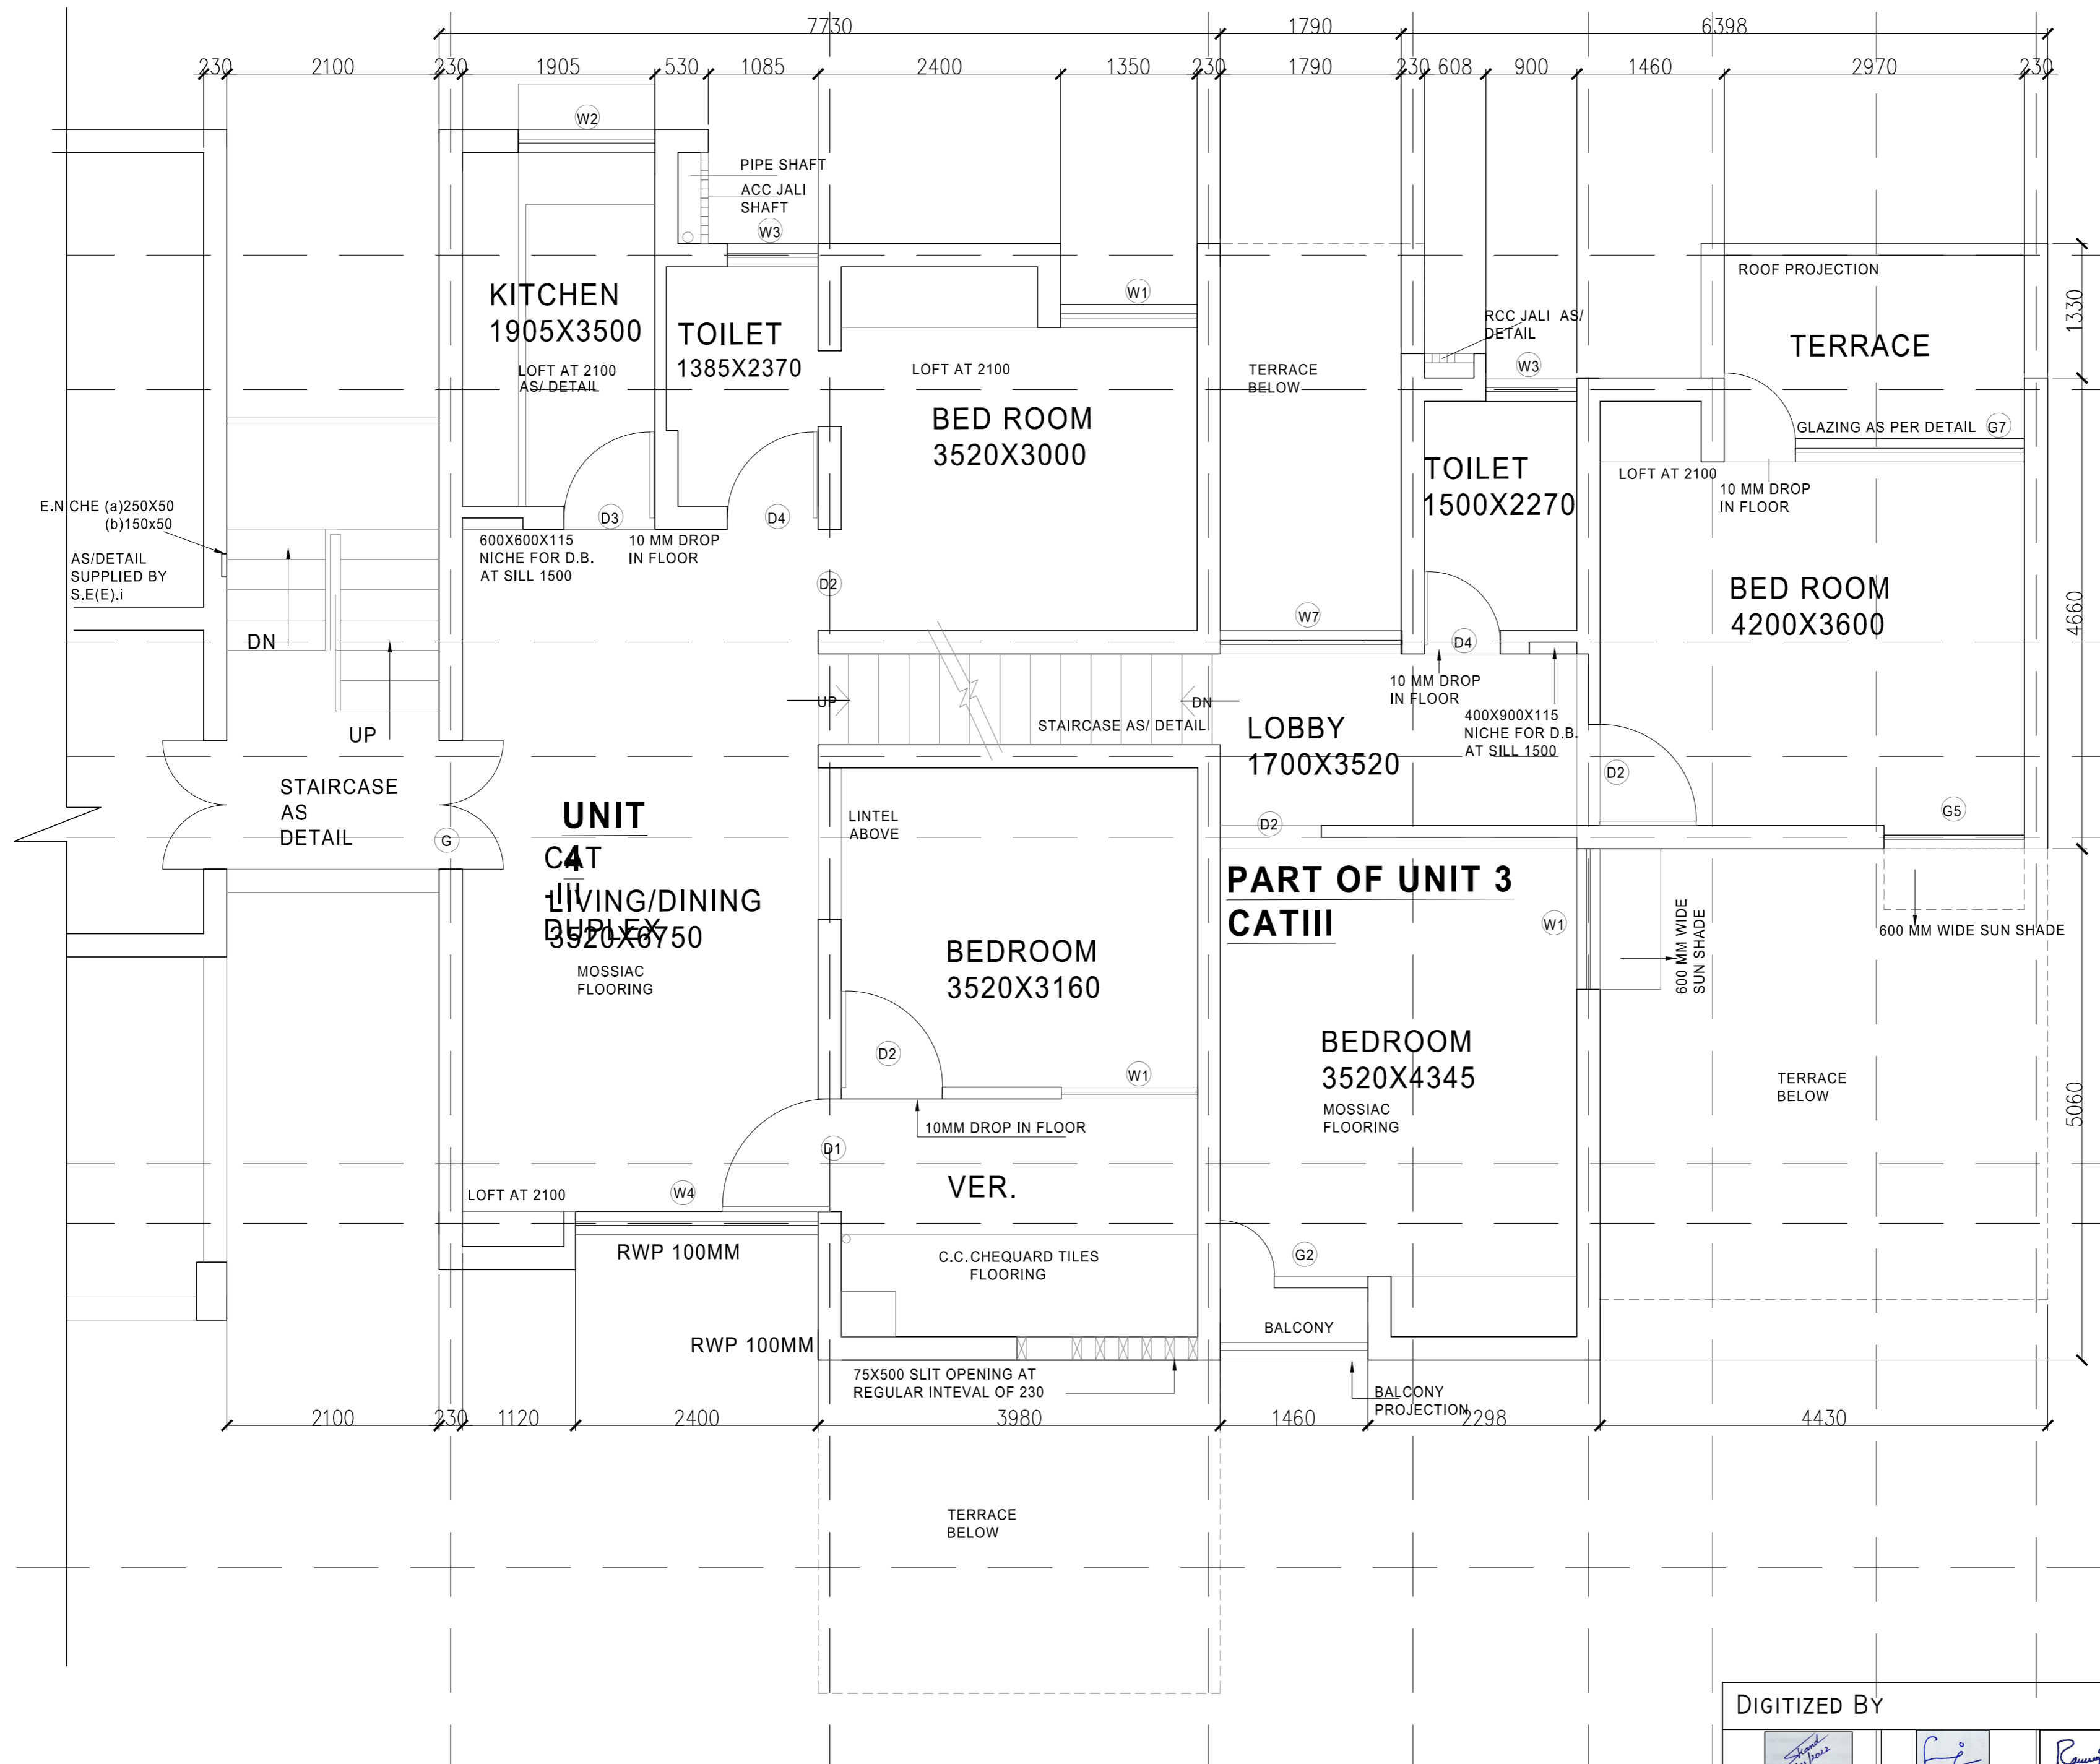 7730
1790
6398
230
2100
230
1905
530
1085
2400
1350
230
1790
230
608
900
1460
2970
230
W2
PIPE SHAFT
ACC JALI
SHAFT
W3
ROOF PROJECTION
TERRACE
1330
KITCHEN
1905X3500
LOFT AT 2100
AS/ DETAIL
TOILET
1385X2370
W1
LOFT AT 2100
BED ROOM
3520X3000
TERRACE
BELOW
RCC JALI AS/
DETAIL
W3
GLAZING AS PER DETAIL
G7
TOILET
1500X2270
LOFT AT 2100
10 MM DROP
IN FLOOR
E.NICHE (a)250X50
(b)150x50
AS/DETAIL
SUPPLIED BY
S.E(E).i
D3
D4
600X600X115
NICHE FOR D.B.
AT SILL 1500
10 MM DROP
IN FLOOR
D2
W7
D4
BED ROOM
4200X3600
4660
DN
UP
UP
DN
STAIRCASE AS/ DETAIL
10 MM DROP
IN FLOOR
LOBBY
1700X3520
400X900X115
NICHE FOR D.B.
AT SILL 1500
D2
STAIRCASE
AS
DETAIL
G
UNIT
4
CAT
III
DUPLEX
LIVING/DINING
3520X6750
MOSSIAC
FLOORING
LINTEL
ABOVE
D2
G5
PART OF UNIT 3
CATIII
W1
600 MM WIDE
SUN SHADE
600 MM WIDE SUN SHADE
BEDROOM
3520X3160
D2
W1
BEDROOM
3520X4345
MOSSIAC
FLOORING
TERRACE
BELOW
5060
10MM DROP IN FLOOR
D1
VER.
LOFT AT 2100
W4
RWP 100MM
C.C.CHEQUARD TILES
FLOORING
G2
BALCONY
RWP 100MM
75X500 SLIT OPENING AT
REGULAR INTEVAL OF 230
BALCONY
PROJECTION
2100
230
1120
2400
3980
1460
2298
4430
TERRACE
BELOW
DIGITIZED BY